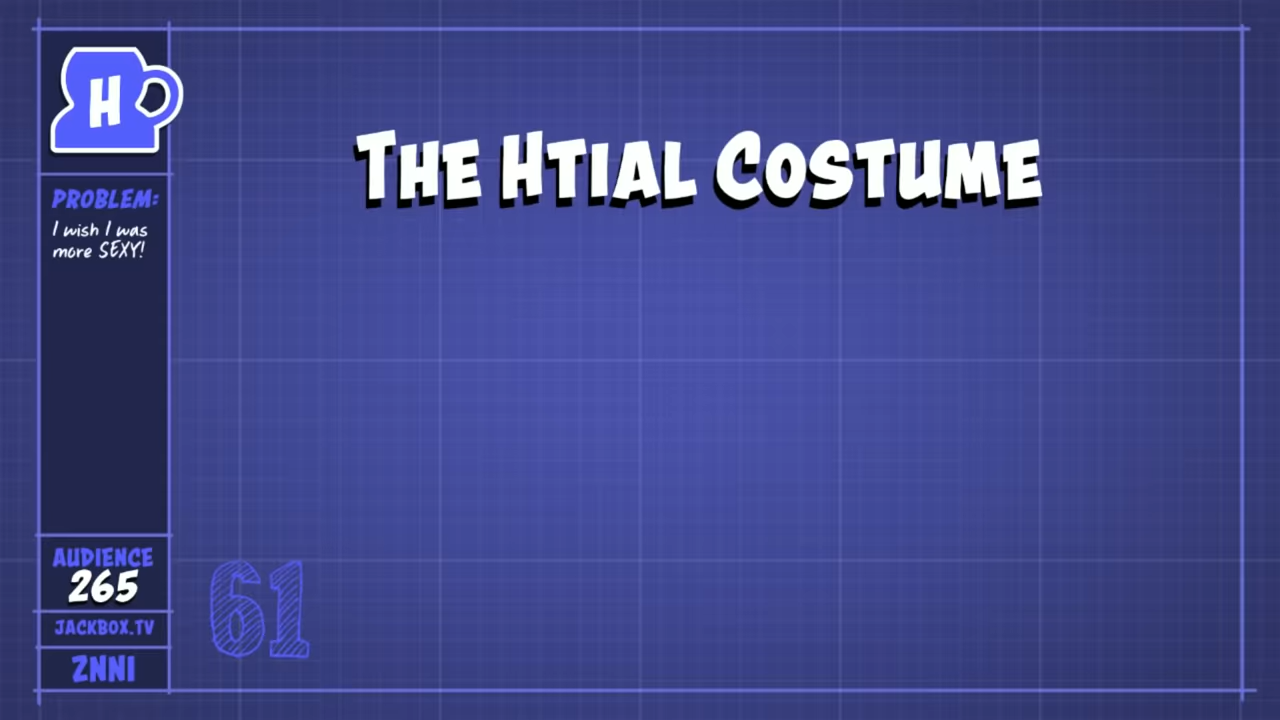 H
THE HTIAL COSTUME
PROBLEM:
I wish I was
more SEXY!
AUDIENCE
265
JACKBOX.TV
ZNNI
61